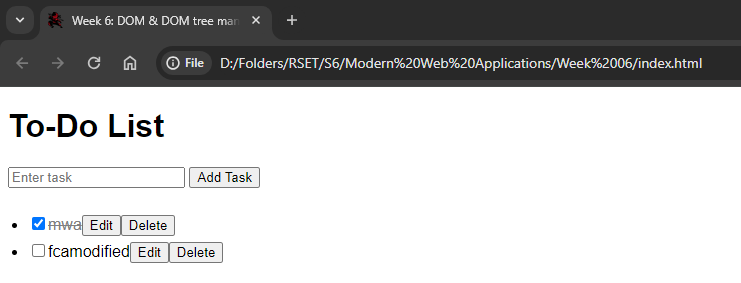 Week 6: DOM & DOM tree mar
File D:/Folders/RSET/S6/Modern%20Web%20Applications/Week%2006/index.html
To-Do List
Enter task Add Task
mwa Edit Delete
fcamodified Edit Delete